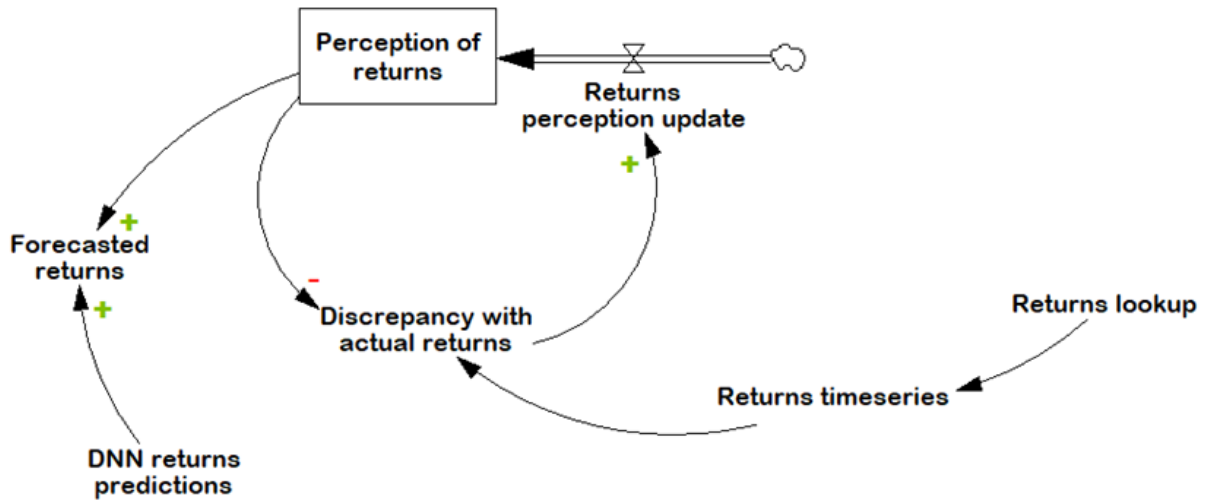 Perception of
returns
Returns
perception update
+
+
Forecasted
returns
+
-
Discrepancy with
actual returns
Returns lookup
Returns timeseries
DNN returns
predictions